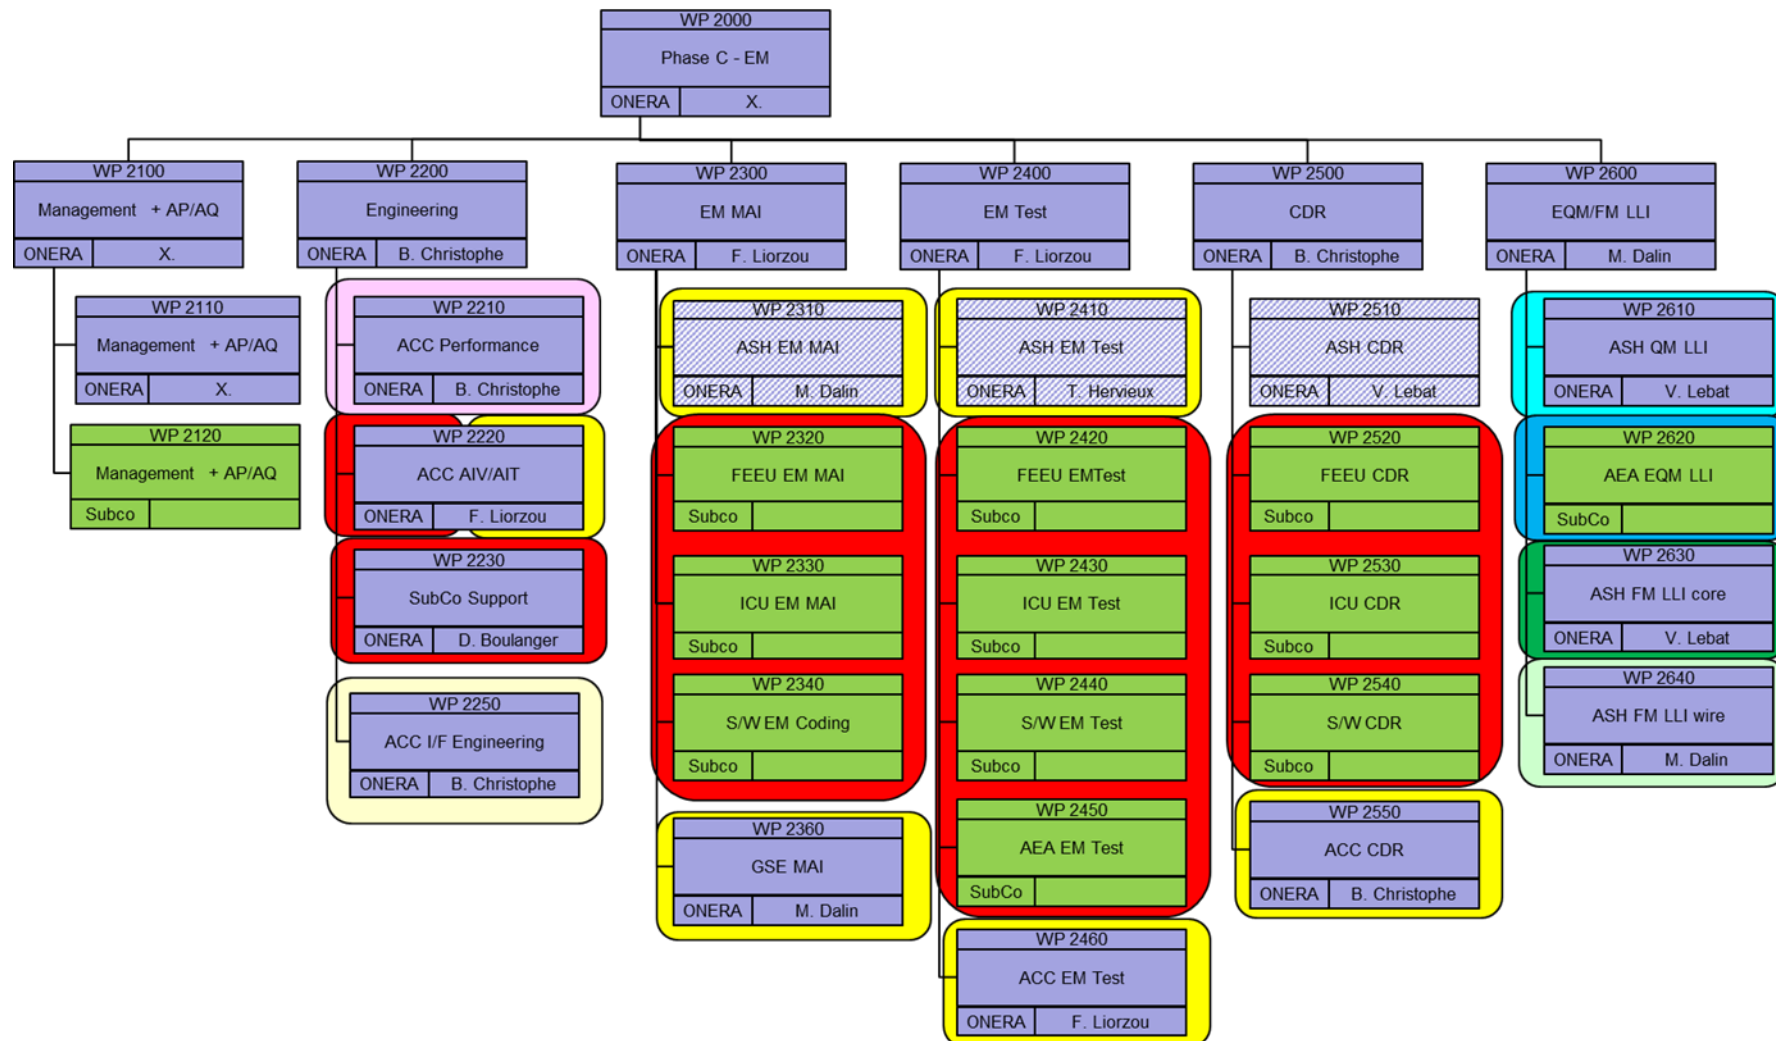 WP 2000
Phase C - EM
ONERA X.
WP 2100
Management + AP/AQ
ONERA X.
WP 2110
Management + AP/AQ
ONERA X.
WP 2120
Management + AP/AQ
Subco
WP 2200
Engineering
ONERA B. Christophe
WP 2210
ACC Performance
ONERA B. Christophe
WP 2220
ACC AIV/AIT
ONERA F. Liorzou
WP 2230
SubCo Support
ONERA D. Boulanger
WP 2250
ACC I/F Engineering
ONERA B. Christophe
WP 2300
EM MAI
ONERA F. Liorzou
WP 2310
ASH EM MAI
ONERA M. Dalin
WP 2320
FEEU EM MAI
Subco
WP 2330
ICU EM MAI
Subco
WP 2340
S/W EM Coding
Subco
WP 2360
GSE MAI
ONERA M. Dalin
WP 2400
EM Test
ONERA F. Liorzou
WP 2410
ASH EM Test
ONERA T. Hervieux
WP 2420
FEEU EMTest
Subco
WP 2430
ICU EM Test
Subco
WP 2440
S/W EM Test
Subco
WP 2450
AEA EM Test
SubCo
WP 2460
ACC EM Test
ONERA F. Liorzou
WP 2500
CDR
ONERA B. Christophe
WP 2510
ASH CDR
ONERA V. Lebat
WP 2520
FEEU CDR
Subco
WP 2530
ICU CDR
Subco
WP 2540
S/W CDR
Subco
WP 2550
ACC CDR
ONERA B. Christophe
WP 2600
EQM/FM LLI
ONERA M. Dalin
WP 2610
ASH QM LLI
ONERA V. Lebat
WP 2620
AEA EQM LLI
SubCo
WP 2630
ASH FM LLI core
ONERA V. Lebat
WP 2640
ASH FM LLI wire
ONERA M. Dalin